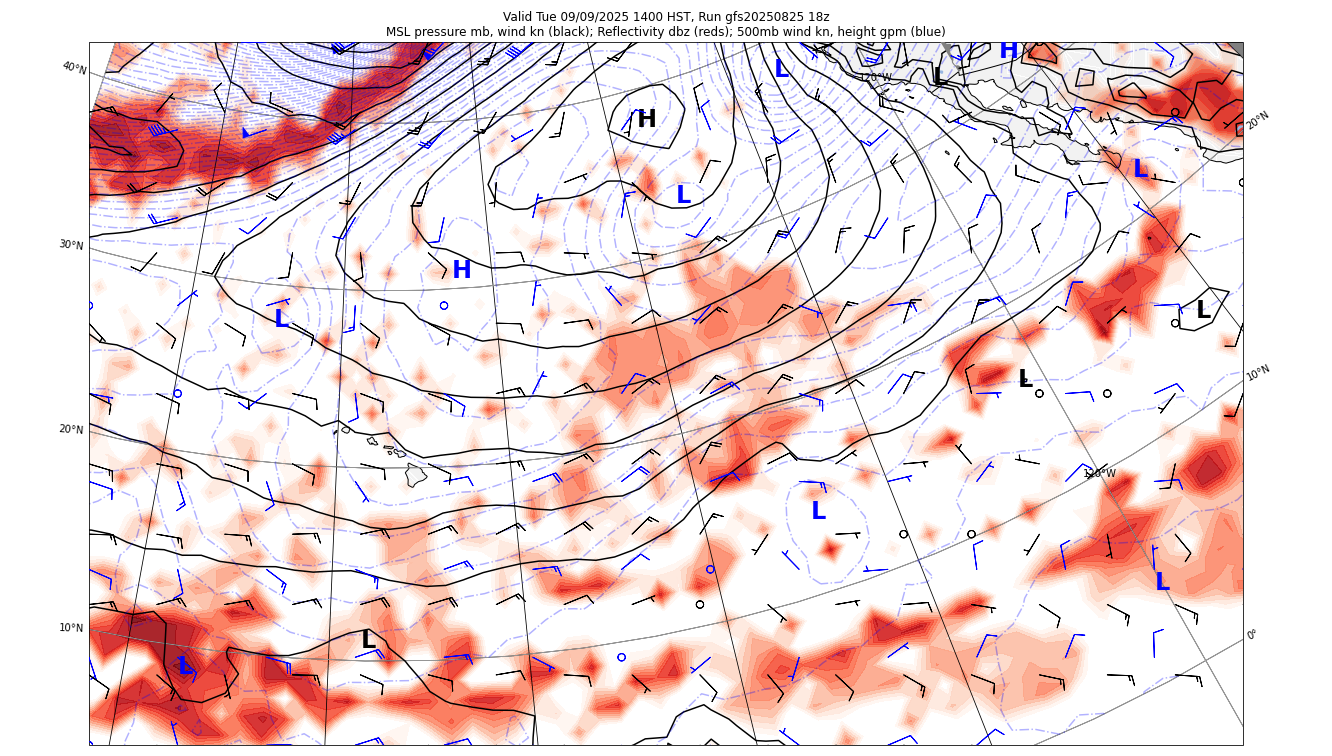 Valid Tue 09/09/2025 1400 HST, Run gfs20250825 18z
MSL pressure mb, wind kn (black); Reflectivity dbz (reds); 500mb wind kn, height gpm (blue)
H
L
40°N
L
120°W
H
20°N
L
L
30°N
H
L
L
L
10°N
20°N
120°W
L
L
10°N
L
0°
L